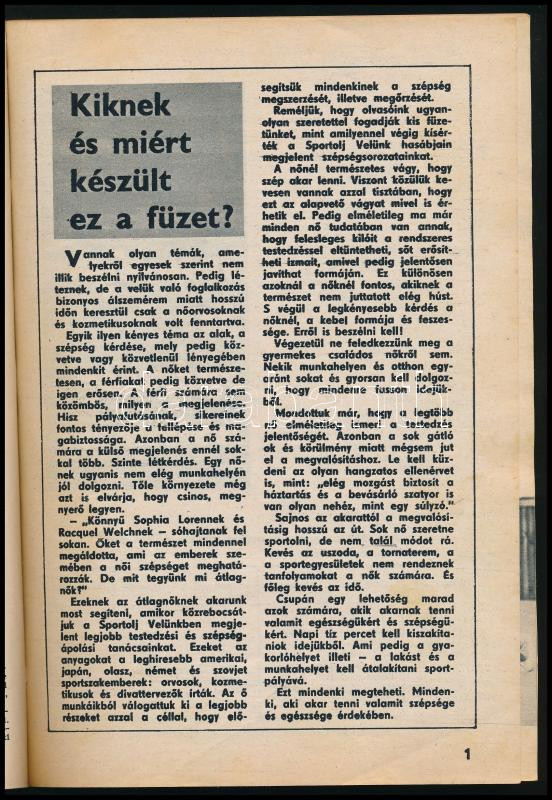 Kiknek
és miért
készült
ez a füzet?
Vannak olyan témák, ame-
lyekről egyesek szerint nem
illik beszélni nyilvánosan. Pedig lé-
teznek, de a velük való foglalkozás
bizonyos álszemérem miatt hosszú
időn keresztül csak a nőorvosoknak
és kozmetikusoknak volt fenntartva.
Egyik ilyen kényes téma az alak, a
szépség kérdése, mely pedig köz-
vetve vagy közvetlenül lényegében
mindenkit érint. A nőket természe-
tesen, a férfiakat pedig közvetve de
igen erősen. A férfi számára sem
közömbös, milyen a megjelenése.
Hisz pályafutásának, sikereinek
fontos tényezője a fellépés és ma-
gabiztossága. Azonban a nő szá-
mára a külső megjelenés ennél sok-
kal több. Szinte létkérdés. Egy nő-
nek ugyanis nem elég munkahelyén
jól dolgozni. Tőle környezete még
azt is elvárja, hogy csinos, meg-
nyerő legyen.
– „Könnyű Sophia Lorennek és
Racquel Welchnek – sóhajtanak fel
sokan. Őket a természet mindennel
megáldotta, ami az emberek sze-
mében a női szépséget meghatá-
rozzák. De mit tegyünk mi átlag-
nők?"
Ezeknek az átlagnőknek akarunk
most segíteni, amikor közrebocsát-
juk a Sportolj Velünkben megje-
lent legjobb testedzési és szépség-
ápolási tanácsainkat. Ezeket az
anyagokat a leghíresebb amerikai,
japán, olasz, német és szovjet
sportszakemberek: orvosok, kozme-
tikusok és divattervezők írták. Az ő
munkáikból válogattuk ki a legjobb
részeket azzal a céllal, hogy elő-
segítsük mindenkinek a szépség
megszerzését, illetve megőrzését.
Reméljük, hogy olvasóink ugyan-
olyan szeretettel fogadják kis füze-
tünket, mint amilyennel végig kísér-
ték a Sportolj Velünk hasábjain
megjelent szépségsorozatainkat.
A nőnél természetes vágy, hogy
szép akar lenni. Viszont közülük ke-
vesen vannak azzal tisztában, hogy
ezt az alapvető vágyat mivel is ér-
hetik el. Pedig elméletileg ma már
minden nő tudatában van annak,
hogy felesleges kilóit a rendszeres
testedzéssel eltüntetheti, sőt erősít-
heti izmait, amivel pedig jelentősen
javíthat formáján. Ez különösen
azoknál a nőknél fontos, akiknek a
természet nem juttatott elég húst.
S végül a legkényesebb kérdés a
nőknél, a kebel formája és feszes-
sége. Erről is beszélni kell!
Végezetül ne feledkezzünk meg a
gyermekes családos nőkről sem.
Nekik munkahelyen és otthon egy-
aránt sokat és gyorsan kell dolgoz-
ni, hogy mindenre fusson idejük-
ből.
Mondottuk már, hogy a legtöbb
nő elméletileg ismeri a testedzés
jelentőségét. Azonban a sok gátló
ok és körülmény miatt mégsem jut
el a megvalósításhoz. Le kell küz-
deni az olyan hangzatos ellenérvet
is, mint: „elég mozgást biztosít a
háztartás és a bevásárló szatyor is
van olyan nehéz, mint egy súlyzó."
Sajnos az akarattól a megvalósí-
tásig hosszú az út. Sok nő szeretne
sportolni, de nem talál módot rá.
Kevés az uszoda, a tornaterem, a
a sportegyesületek nem rendeznek
tanfolyamokat a nők számára. És
főleg kevés az idő.
Csupán egy lehetőség marad
azok számára, akik akarnak tenni
valamit egészségükért és szépségü-
kért. Napi tíz percet kell kiszakíta-
niok idejükből. Ami pedig a gya-
korlóhelyet illeti – a lakást és a
munkahelyet kell átalakítani sport-
pályává.
Ezt mindenki megteheti. Minden-
ki, aki akar tenni valamit szépsége
és egészsége érdekében.
1